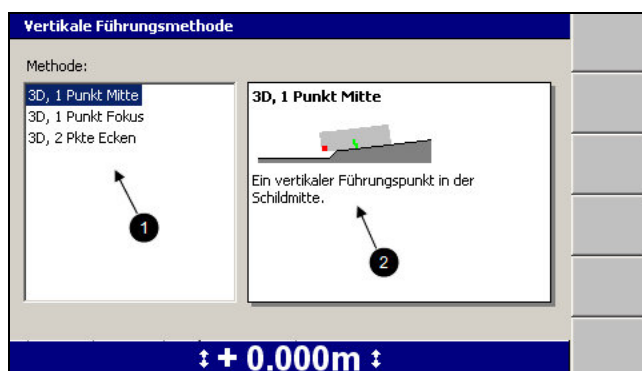 Vertikale Führungsmethode
Methode:
3D, 1 Punkt Mitte
3D, 1 Punkt Fokus
3D, 2 Pkte Ecken
1
3D, 1 Punkt Mitte
Ein vertikaler Führungspunkt in der
Schildmitte.
2
+ 0.000m